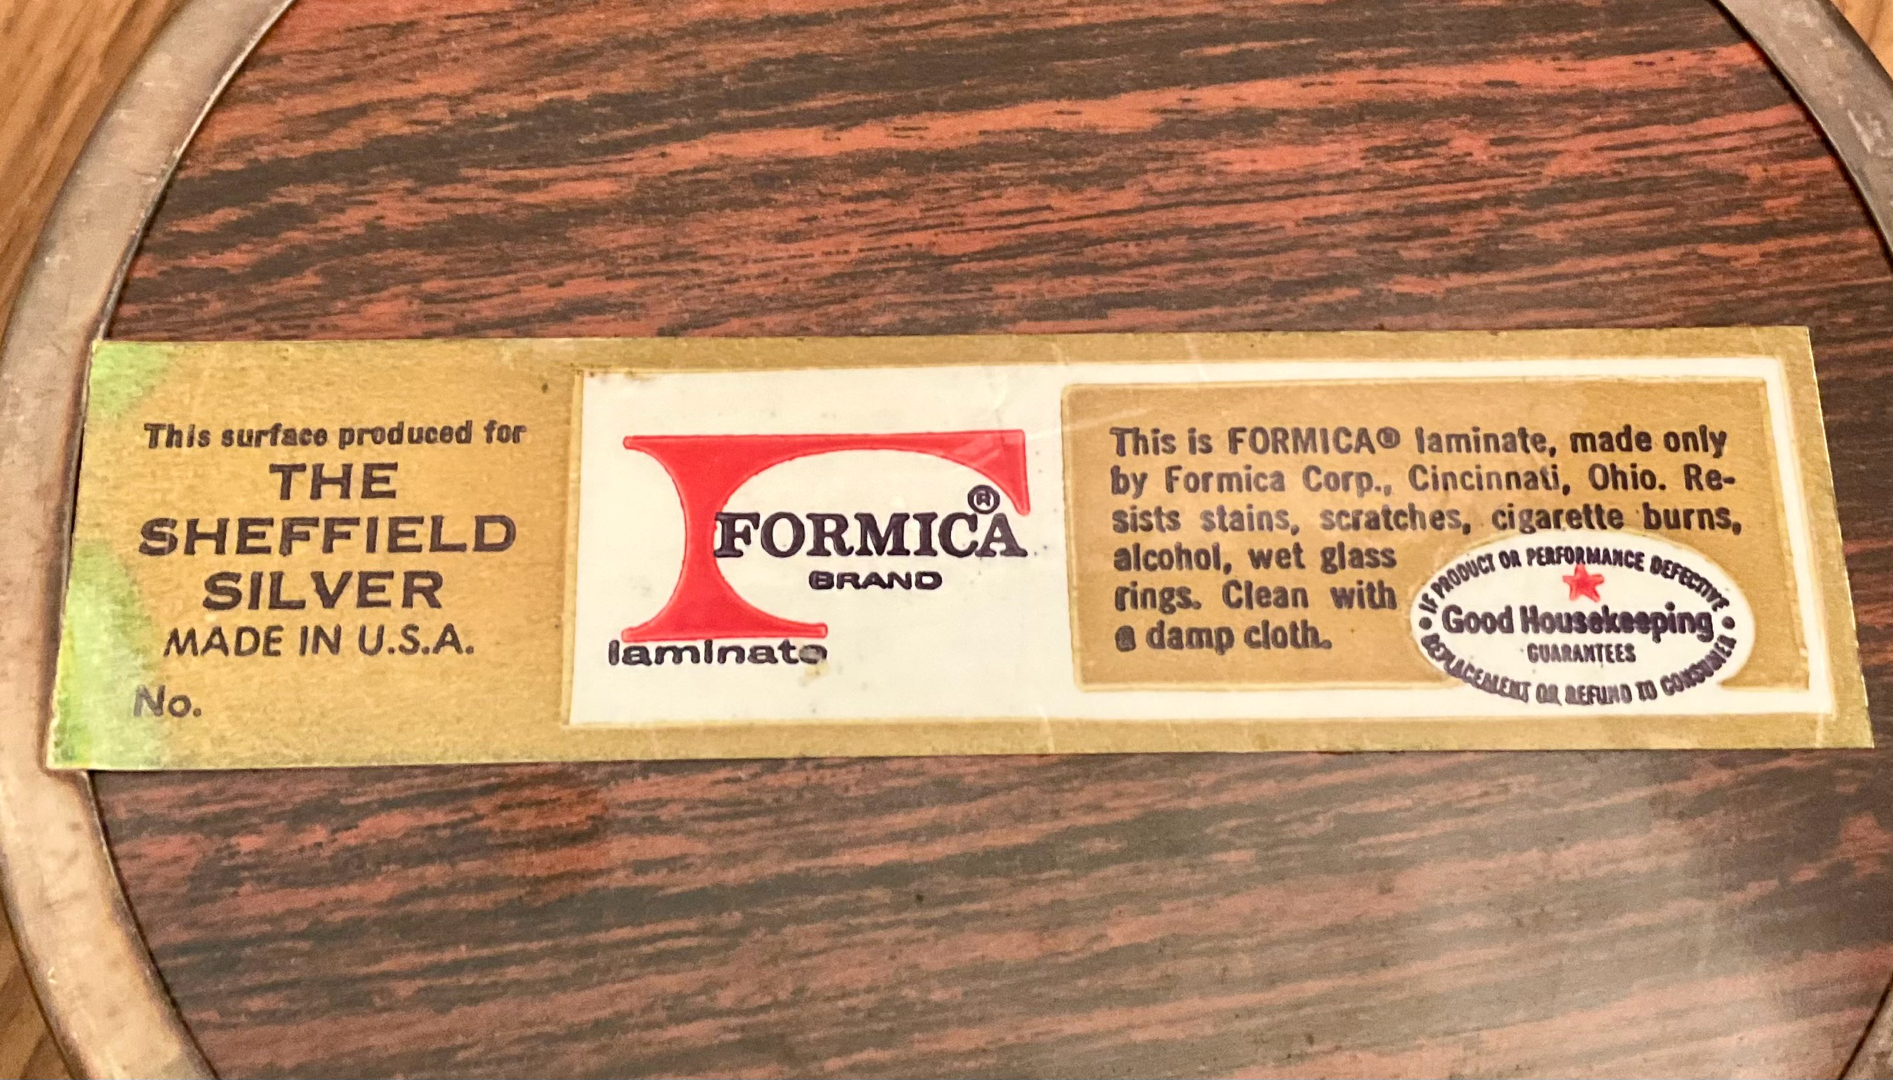 This surface produced for
THE
SHEFFIELD
SILVER
MADE IN U.S.A.
No.
FORMICA®
BRAND
laminate
This is FORMICA® laminate, made only
by Formica Corp., Cincinnati, Ohio. Re-
sists stains, scratches, cigarette burns,
alcohol, wet glass
rings. Clean with
a damp cloth.
IF PRODUCT OR PERFORMANCE DEFECTIVE
Good Housekeeping
GUARANTEES
REPLACEMENT OR REFUND TO CONSUMER